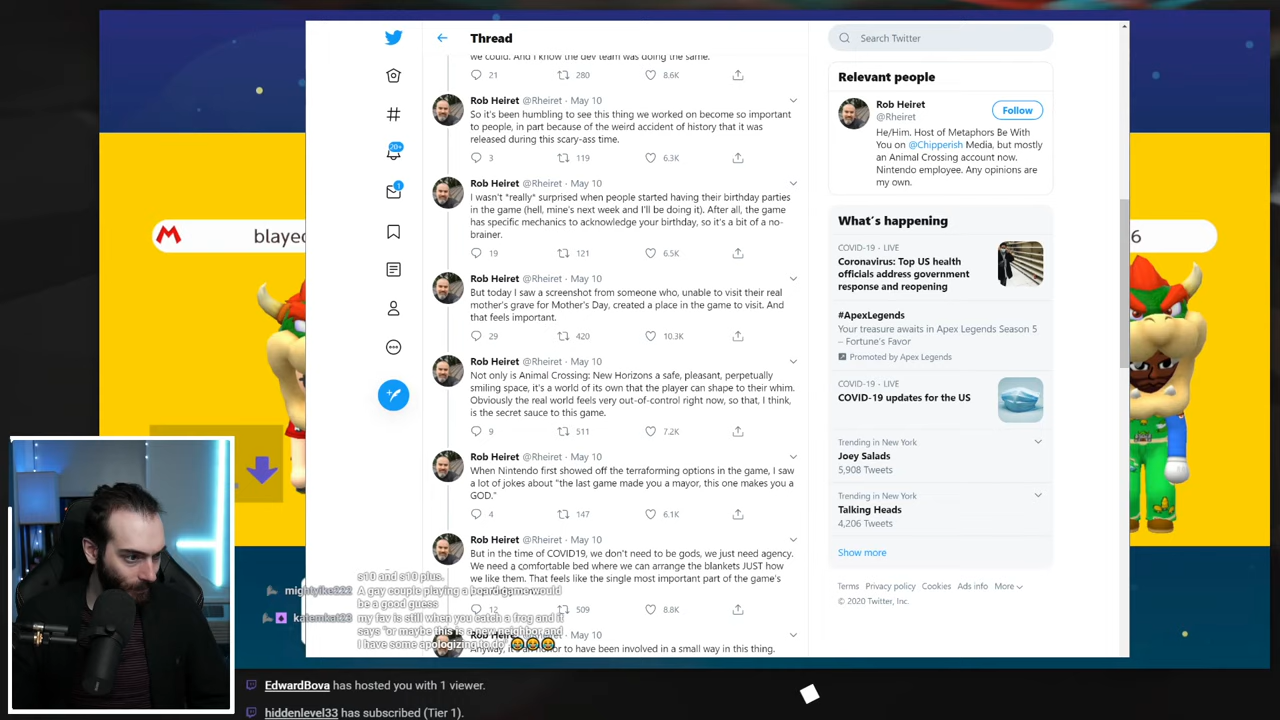 Thread
Search Twitter
we could. And I know the dev team was doing the same.
21 280 8.6K
Rob Heiret @Rheiret · May 10
So it's been humbling to see this thing we worked on become so important
to people, in part because of the weird accident of history that it was
released during this scary-ass time.
3 119 6.3K
Rob Heiret @Rheiret · May 10
I wasn't *really* surprised when people started having their birthday parties
in the game (hell, mine's next week and I'll be doing it). After all, the game
has specific mechanics to acknowledge your birthday, so it's a bit of a no-
brainer.
19 121 6.5K
Rob Heiret @Rheiret · May 10
But today I saw a screenshot from someone who, unable to visit their real
mother's grave for Mother's Day, created a place in the game to visit. And
that feels important.
29 420 10.3K
Rob Heiret @Rheiret · May 10
Not only is Animal Crossing: New Horizons a safe, pleasant, perpetually
smiling space, it's a world of its own that the player can shape to their whim.
Obviously the real world feels very out-of-control right now, so that, I think,
is the secret sauce to this game.
9 511 7.2K
Rob Heiret @Rheiret · May 10
When Nintendo first showed off the terraforming options in the game, I saw
a lot of jokes about "the last game made you a mayor, this one makes you a
GOD."
4 147 6.1K
Rob Heiret @Rheiret · May 10
But in the time of COVID19, we don't need to be gods, we just need agency.
We need a comfortable bed where we can arrange the blankets JUST how
we like them. That feels like the single most important part of the game's
12 509 8.8K
Rob Heiret @Rheiret · May 10
Anyway, it's an honor to have been involved in a small way in this thing.
20+
1
Relevant people
Rob Heiret
@Rheiret
Follow
He/Him. Host of Metaphors Be With
You on @Chipperish Media, but mostly
an Animal Crossing account now.
Nintendo employee. Any opinions are
my own.
What's happening
COVID-19 · LIVE
Coronavirus: Top US health
officials address government
response and reopening
#ApexLegends
Your treasure awaits in Apex Legends Season 5
– Fortune's Favor
Promoted by Apex Legends
COVID-19 · LIVE
COVID-19 updates for the US
Trending in New York
Joey Salads
5,908 Tweets
Trending in New York
Talking Heads
4,206 Tweets
Show more
Terms Privacy policy Cookies Ads info More
© 2020 Twitter, Inc.
M
blayed
6
s10 and s10 plus.
mightyike222 A gay couple playing a board game would
be a good guess
katemkat33 my fav is still when you catch a frog and it
says "or maybe this is a new neighbor and
I have some apologizing to do"
EdwardBova has hosted you with 1 viewer.
hiddenlevel33 has subscribed (Tier 1).